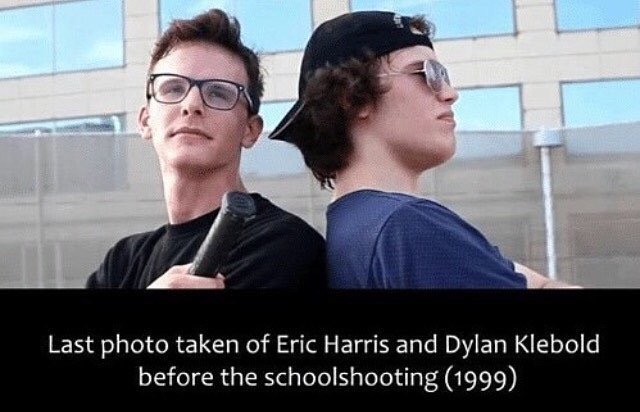 Last photo taken of Eric Harris and Dylan Klebold
before the schoolshooting (1999)